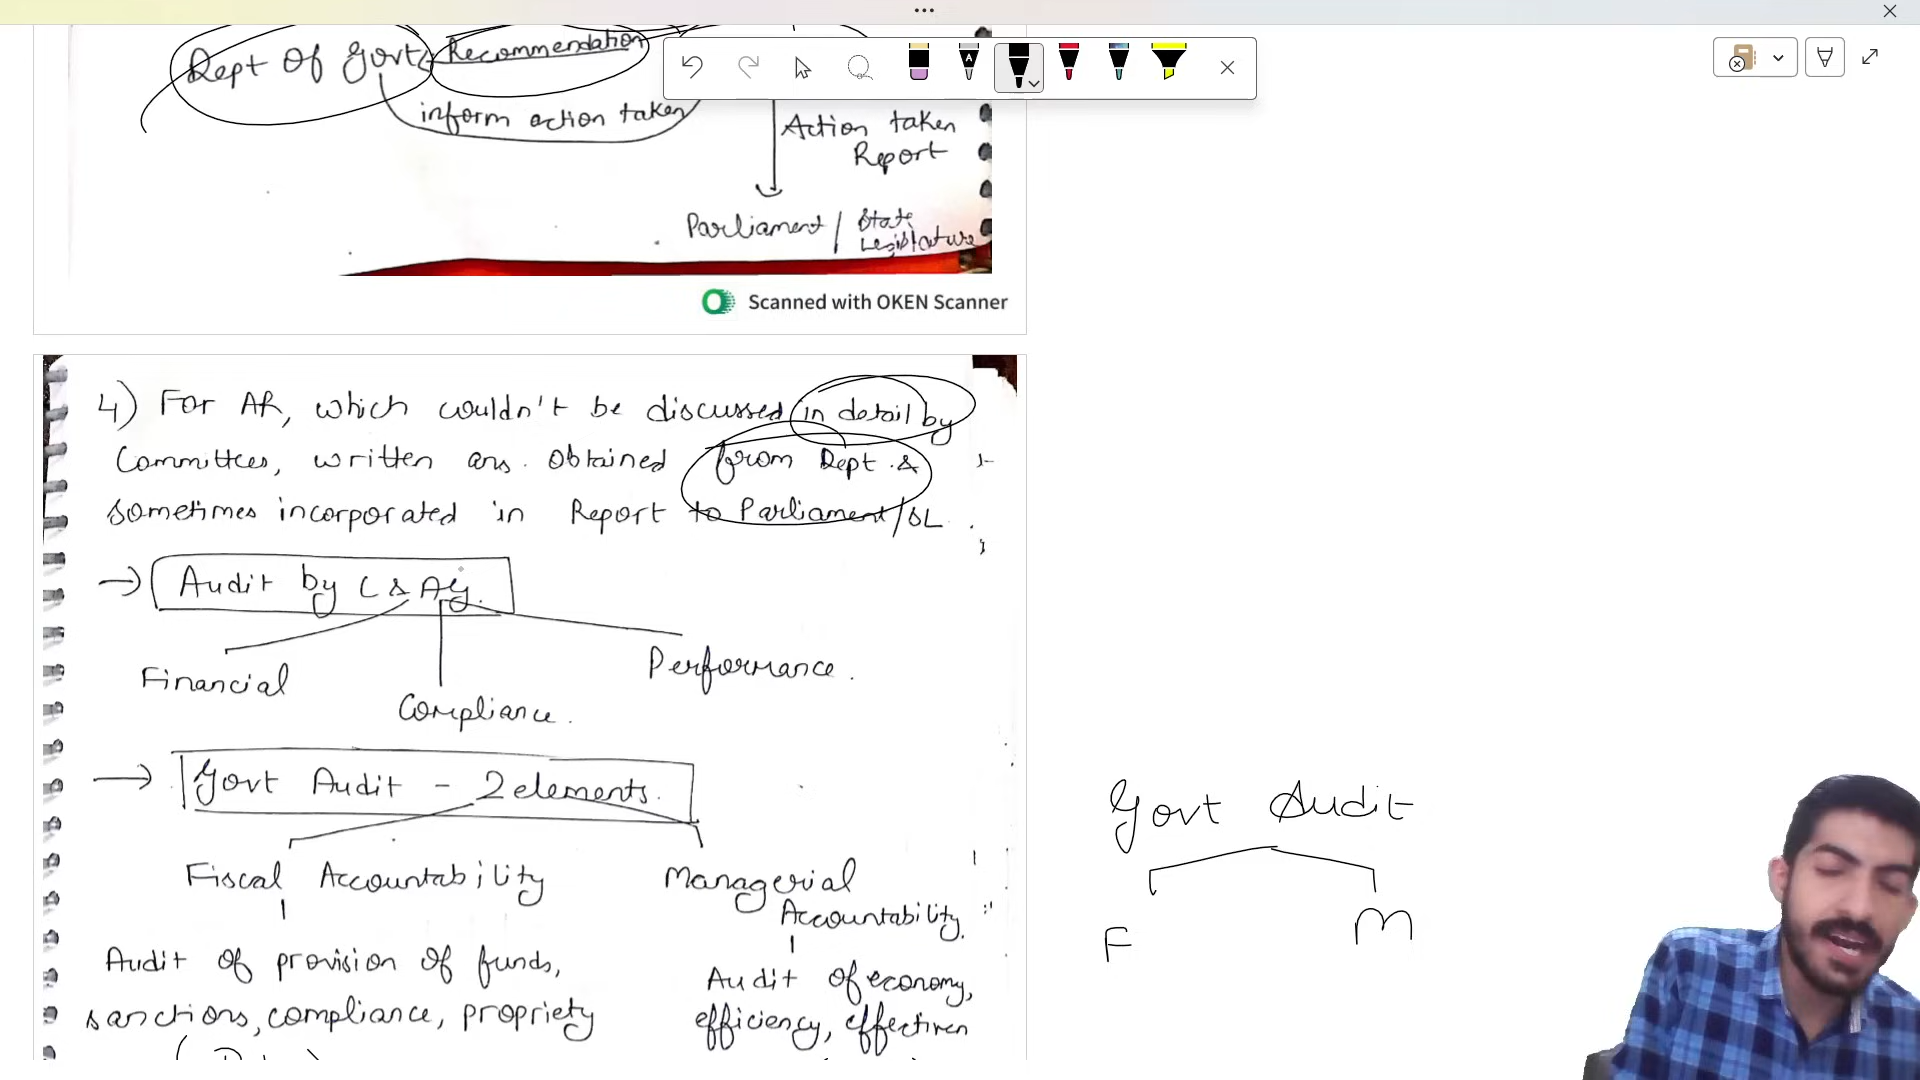 Dept Of Govt Recommendation
inform action taken
Action taken
Report
Parliament / State
Legislature
Scanned with OKEN Scanner
4) For AR, which couldn't be discussed in detail by
Committees, written ans. Obtained from Dept. &
sometimes incorporated in Report to Parliament/SL.
→ Audit by C & AG.
Financial
Compliance.
Performance.
→ Govt Audit - 2 elements.
Fiscal Accountability
Managerial
Accountability.
Audit of provision of funds,
sanctions, compliance, propriety
Audit of economy,
efficiency, effectiven
Govt Audit
F
M